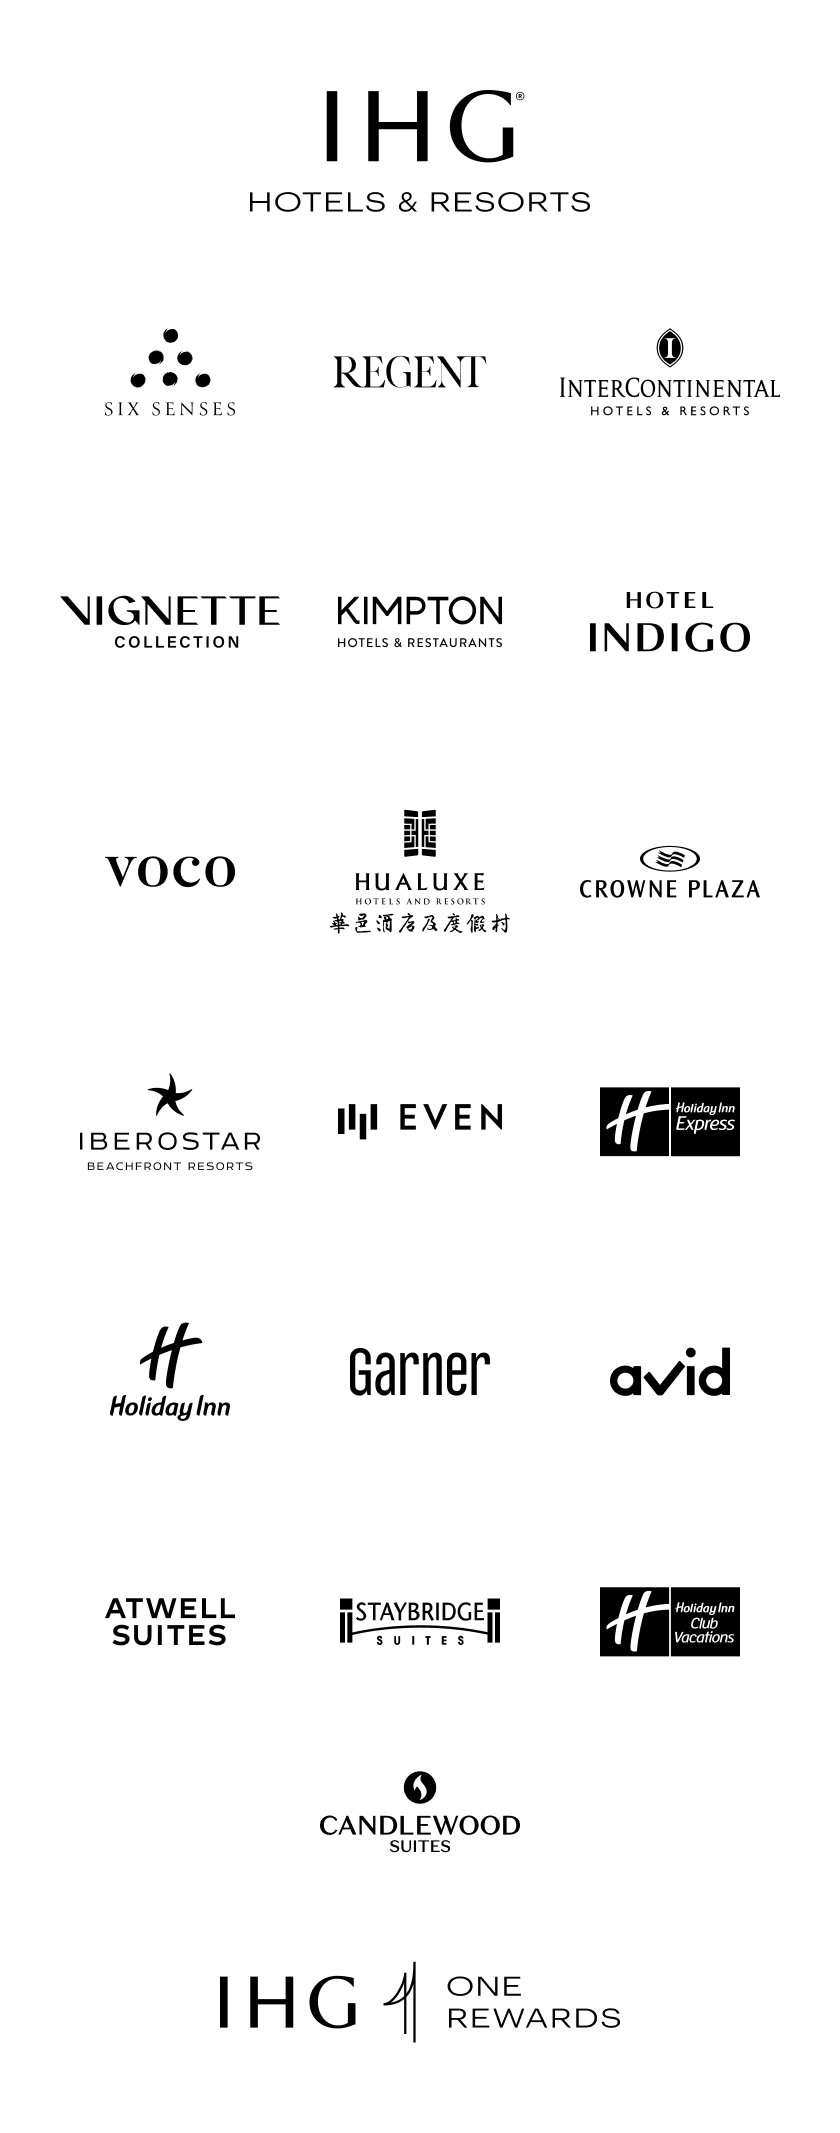 IHG®
HOTELS & RESORTS
SIX SENSES
REGENT
I
INTERCONTINENTAL
HOTELS & RESORTS
VIGNETTE
COLLECTION
KIMPTON
HOTELS & RESTAURANTS
HOTEL
INDIGO
VOCO
HUALUXE
HOTELS AND RESORTS
華邑酒店及度假村
CROWNE PLAZA
IBEROSTAR
BEACHFRONT RESORTS
EVEN
H
Holiday Inn
Express
H
Holiday Inn
Garner
avid
ATWELL
SUITES
STAYBRIDGE
SUITES
H
Holiday Inn
Club
Vacations
CANDLEWOOD
SUITES
IHG
ONE
REWARDS